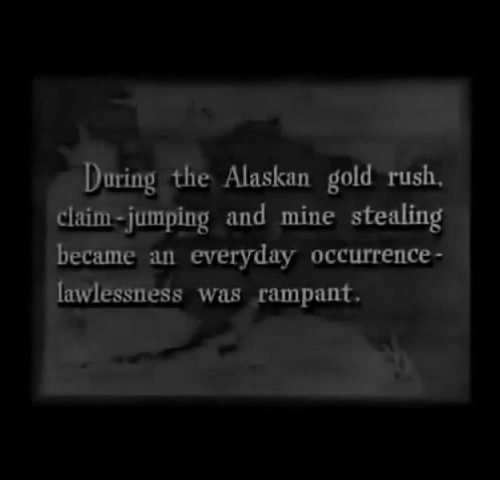 During the Alaskan gold rush,
claim-jumping and mine stealing
became an everyday occurrence-
lawlessness was rampant.